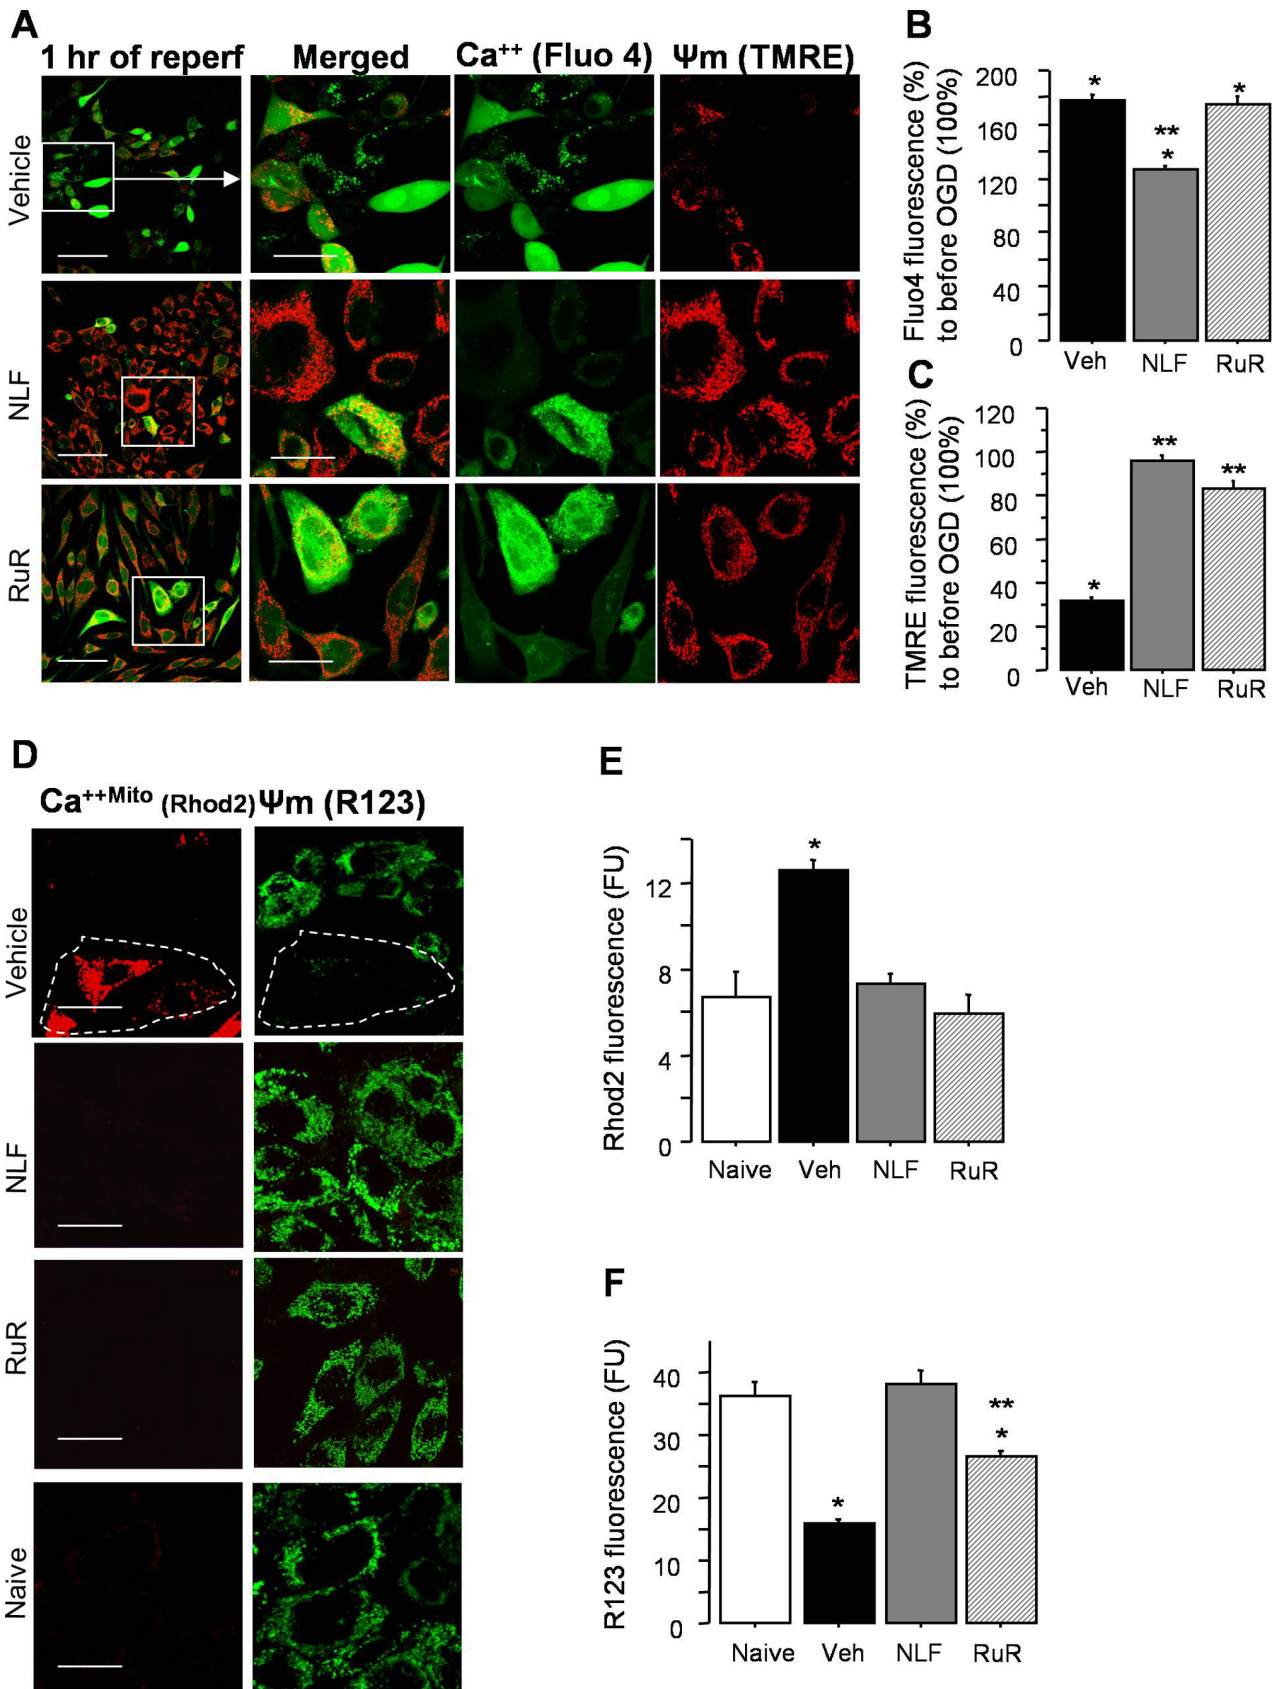 A
1 hr of reperf
Merged
Ca++ (Fluo 4)
Ψm (TMRE)
Vehicle
NLF
RuR
B
Fluo4 fluorescence (%)
to before OGD (100%)
200
160
120
80
40
0
*
**
*
*
Veh
NLF
RuR
C
TMRE fluorescence (%)
to before OGD (100%)
120
100
80
60
40
20
0
*
**
**
Veh
NLF
RuR
D
Ca++Mito (Rhod2)
Ψm (R123)
Vehicle
NLF
RuR
Naive
E
Rhod2 fluorescence (FU)
12
8
4
0
*
Naive
Veh
NLF
RuR
F
R123 fluorescence (FU)
40
30
20
10
0
*
**
*
Naive
Veh
NLF
RuR